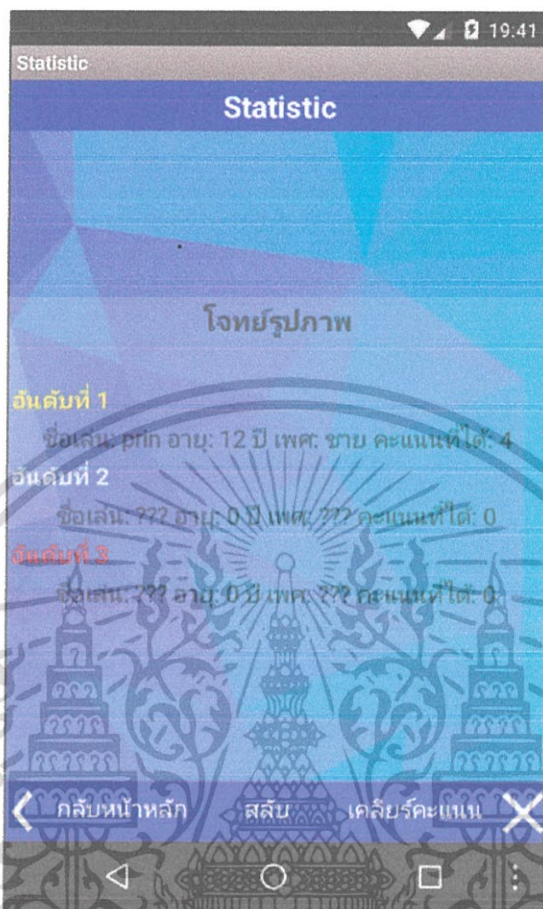 19:41
Statistic
Statistic
โจทย์รูปภาพ
อันดับที่ 1
ชื่อเล่น: prin อายุ: 12 ปี เพศ: ชาย คะแนนที่ได้: 4
อันดับที่ 2
ชื่อเล่น: ??? อายุ: 0 ปี เพศ: ??? คะแนนที่ได้: 0
อันดับที่ 3
ชื่อเล่น: ??? อายุ: 0 ปี เพศ: ??? คะแนนที่ได้: 0
กลับหน้าหลัก สลับ เคลียร์คะแนน